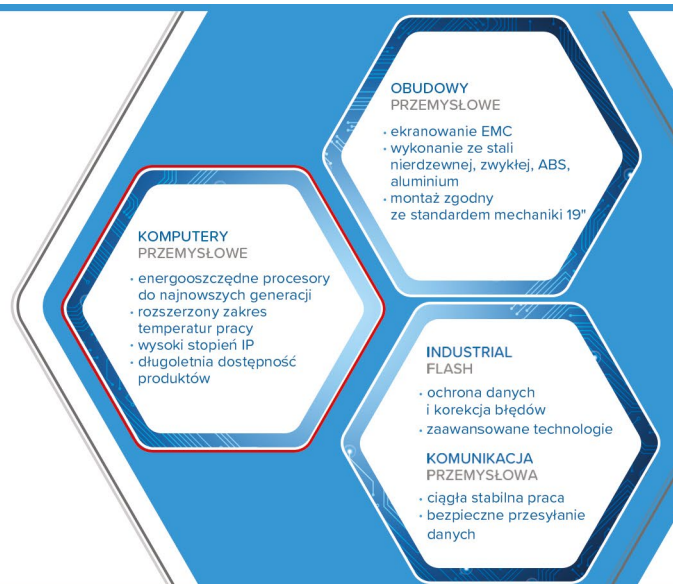 OBUDOWY
PRZEMYSŁOWE
• ekranowanie EMC
• wykonanie ze stali
nierdzewnej, zwykłej, ABS,
aluminium
• montaż zgodny
ze standardem mechaniki 19"
KOMPUTERY
PRZEMYSŁOWE
• energooszczędne procesory
do najnowszych generacji
• rozszerzony zakres
temperatur pracy
• wysoki stopień IP
• długoletnia dostępność
produktów
INDUSTRIAL
FLASH
• ochrona danych
i korekcja błędów
• zaawansowane technologie
KOMUNIKACJA
PRZEMYSŁOWA
• ciągła stabilna praca
• bezpieczne przesyłanie
danych